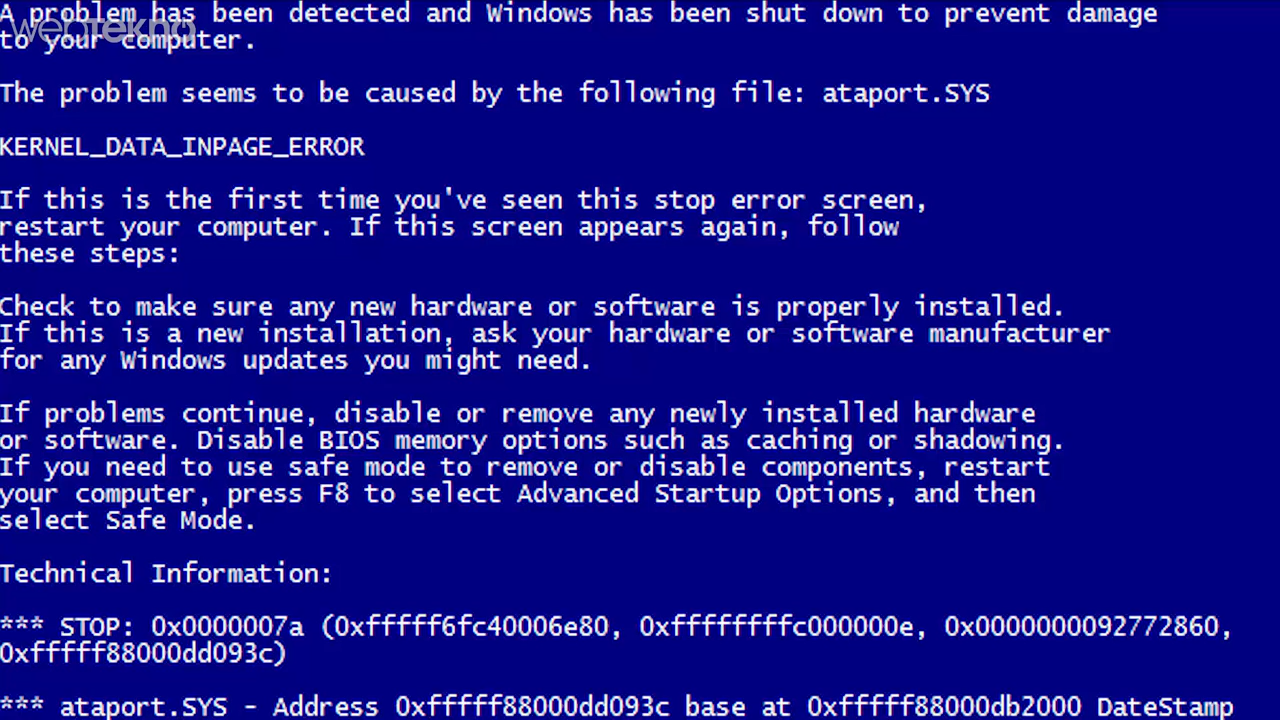 A problem has been detected and Windows has been shut down to prevent damage
webtekno
to your computer.
The problem seems to be caused by the following file: ataport.SYS
KERNEL_DATA_INPAGE_ERROR
If this is the first time you've seen this stop error screen,
restart your computer. If this screen appears again, follow
these steps:
Check to make sure any new hardware or software is properly installed.
If this is a new installation, ask your hardware or software manufacturer
for any Windows updates you might need.
If problems continue, disable or remove any newly installed hardware
or software. Disable BIOS memory options such as caching or shadowing.
If you need to use safe mode to remove or disable components, restart
your computer, press F8 to select Advanced Startup Options, and then
select Safe Mode.
Technical Information:
*** STOP: 0x0000007a (0xfffff6fc40006e80, 0xffffffffc000000e, 0x0000000092772860,
0xfffff88000dd093c)
*** ataport.SYS - Address 0xfffff88000dd093c base at 0xfffff88000db2000 DateStamp